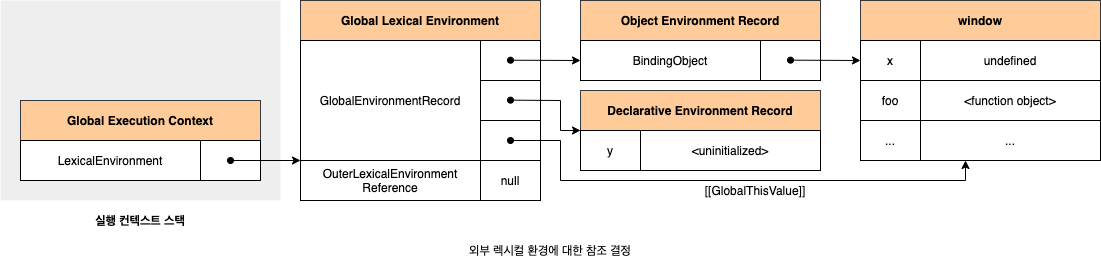 Global Lexical Environment
Object Environment Record
window
BindingObject
x
undefined
GlobalEnvironmentRecord
foo
<function object>
Global Execution Context
Declarative Environment Record
LexicalEnvironment
y
<uninitialized>
...
...
OuterLexicalEnvironment
Reference
null
[[GlobalThisValue]]
실행 컨텍스트 스택
외부 렉시컬 환경에 대한 참조 결정